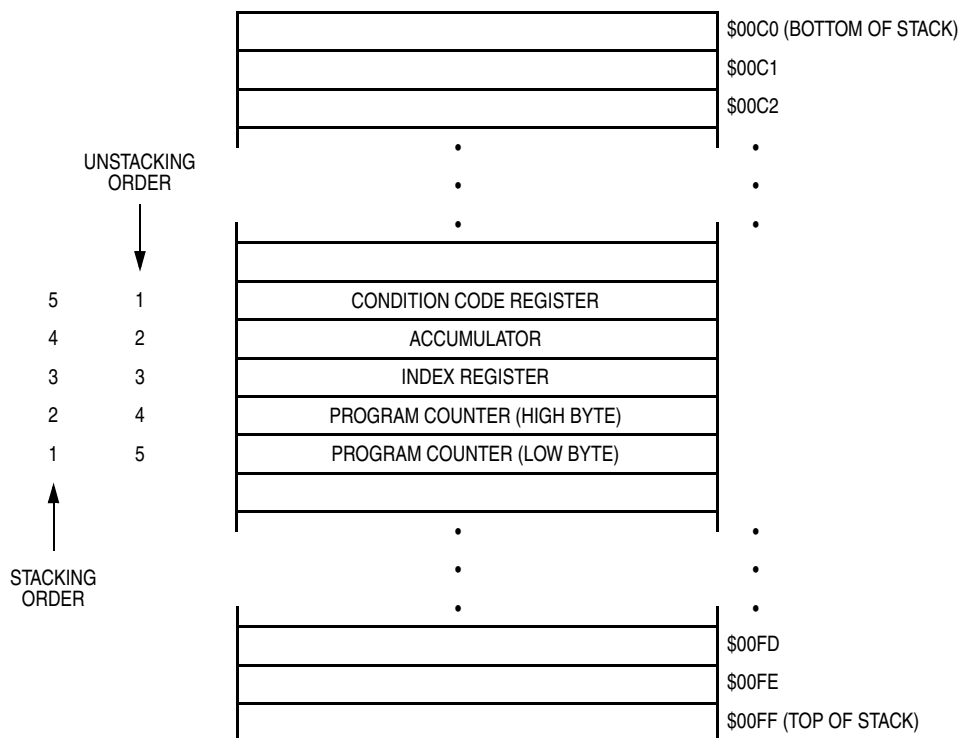 $00C0 (BOTTOM OF STACK)
$00C1
$00C2
UNSTACKING
ORDER
5 1 CONDITION CODE REGISTER
4 2 ACCUMULATOR
3 3 INDEX REGISTER
2 4 PROGRAM COUNTER (HIGH BYTE)
1 5 PROGRAM COUNTER (LOW BYTE)
STACKING
ORDER
$00FD
$00FE
$00FF (TOP OF STACK)